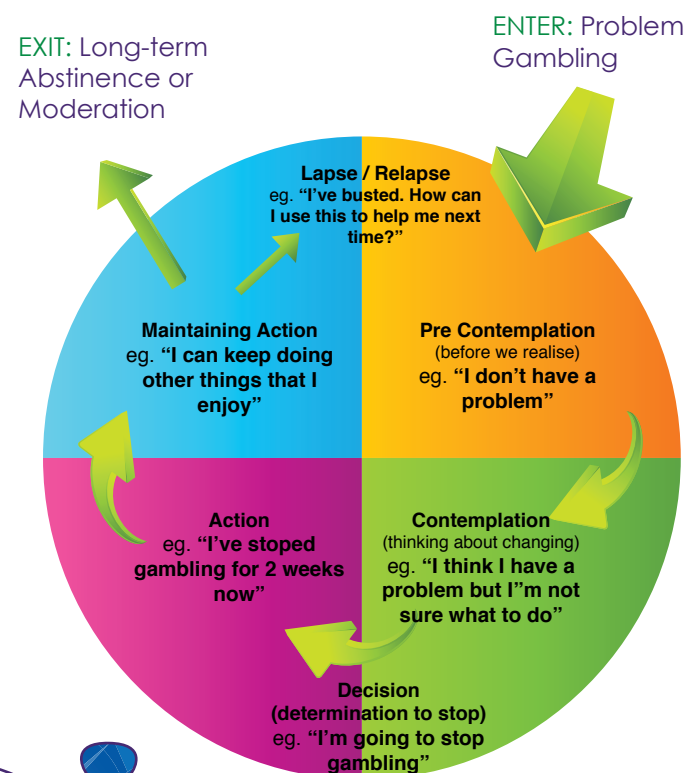 EXIT: Long-term
Abstinence or
Moderation
ENTER: Problem
Gambling
Lapse / Relapse
eg. “I’ve busted. How can
I use this to help me next
time?”
Maintaining Action
eg. “I can keep doing
other things that I
enjoy”
Pre Contemplation
(before we realise)
eg. “I don’t have a
problem”
Action
eg. “I’ve stoped
gambling for 2 weeks
now”
Contemplation
(thinking about changing)
eg. “I think I have a
problem but I”m not
sure what to do”
Decision
(determination to stop)
eg. “I’m going to stop
gambling”